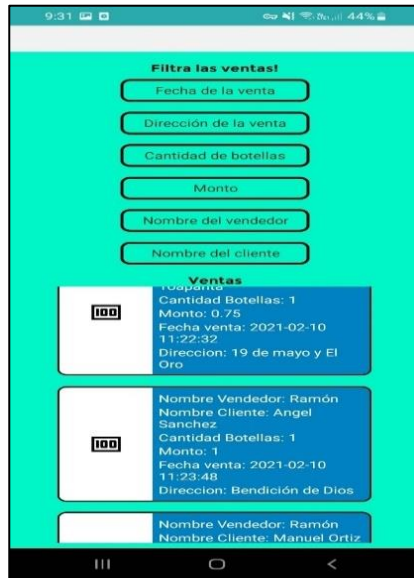 9:31
44%
Filtra las ventas!
Fecha de la venta
Dirección de la venta
Cantidad de botellas
Monto
Nombre del vendedor
Nombre del cliente
Ventas
100
Cantidad Botellas: 1
Monto: 0.75
Fecha venta: 2021-02-10
11:22:32
Direccion: 19 de mayo y El
Oro
100
Nombre Vendedor: Ramón
Nombre Cliente: Angel
Sanchez
Cantidad Botellas: 1
Monto: 1
Fecha venta: 2021-02-10
11:23:48
Direccion: Bendición de Dios
Nombre Vendedor: Ramón
Nombre Cliente: Manuel Ortiz